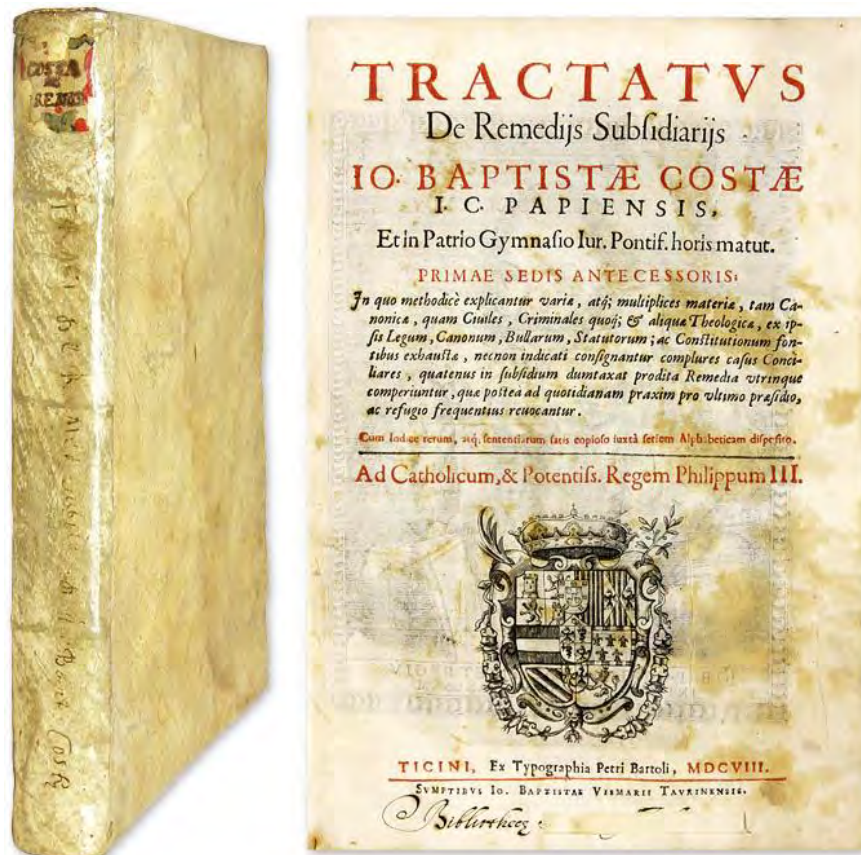 COSTA
DE
REMED
TRACTATVS
De Remedijs Subſidiarijs
IO. BAPTISTÆ COSTÆ
I. C. PAPIENSIS,
Et in Patrio Gymnaſio Iur. Pontif. horis matut.
PRIMAE SEDIS ANTECESSORIS:
In quo methodicè explicantur variæ, atq; multiplices materiæ, tam Ca-
nonicæ, quam Ciuiles, Criminales quoq; & aliquæ Theologicæ, ex ip-
ſis Legum, Canonum, Bullarum, Statutorum; ac Conſtitutionum fon-
tibus exhauſtæ, necnon indicati conſignantur complures caſus Conci-
liares, quatenus in ſubſidium dumtaxat prodita Remedia vtrinque
comperiuntur, quæ poſtea ad quotidianam praxim pro vltimo præſidio,
ac refugio frequentius reuocantur.
Cum Indice rerum, atq. ſententiarum ſatis copioſo iuxtà ſeriem Alphabeticam diſpoſito.
Ad Catholicum, & Potentiſs. Regem Philippum III.
TICINI, Ex Typographia Petri Bartoli, MDCVIII.
SVMPTIBVS IO. BAPTISTAE VISMARII TAVRINENSIS.
Bibliothecę